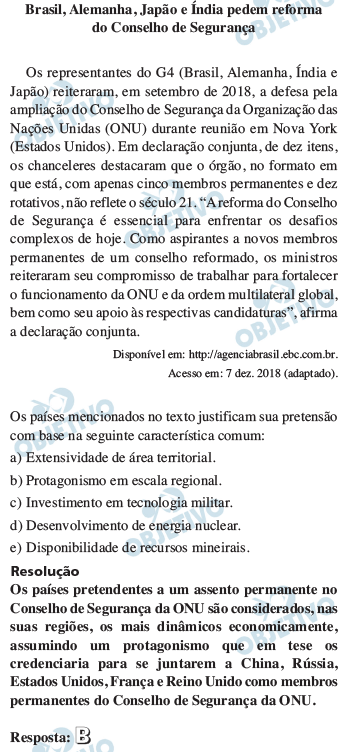 Brasil, Alemanha, Japão e Índia pedem reforma
do Conselho de Segurança
Os representantes do G4 (Brasil, Alemanha, Índia e
Japão) reiteraram, em setembro de 2018, a defesa pela
ampliação do Conselho de Segurança da Organização das
Nações Unidas (ONU) durante reunião em Nova York
(Estados Unidos). Em declaração conjunta, de dez itens,
os chanceleres destacaram que o órgão, no formato em
que está, com apenas cinco membros permanentes e dez
rotativos, não reflete o século 21. “A reforma do Conselho
de Segurança é essencial para enfrentar os desafios
complexos de hoje. Como aspirantes a novos membros
permanentes de um conselho reformado, os ministros
reiteraram seu compromisso de trabalhar para fortalecer
o funcionamento da ONU e da ordem multilateral global,
bem como seu apoio às respectivas candidaturas”, afirma
a declaração conjunta.
Disponível em: http://agenciabrasil.ebc.com.br.
Acesso em: 7 dez. 2018 (adaptado).
Os países mencionados no texto justificam sua pretensão
com base na seguinte característica comum:
a) Extensividade de área territorial.
b) Protagonismo em escala regional.
c) Investimento em tecnologia militar.
d) Desenvolvimento de energia nuclear.
e) Disponibilidade de recursos mineirais.
Resolução
Os países pretendentes a um assento permanente no
Conselho de Segurança da ONU são considerados, nas
suas regiões, os mais dinâmicos economicamente,
assumindo um protagonismo que em tese os
credenciaria para se juntarem a China, Rússia,
Estados Unidos, França e Reino Unido como membros
permanentes do Conselho de Segurança da ONU.
Resposta: B